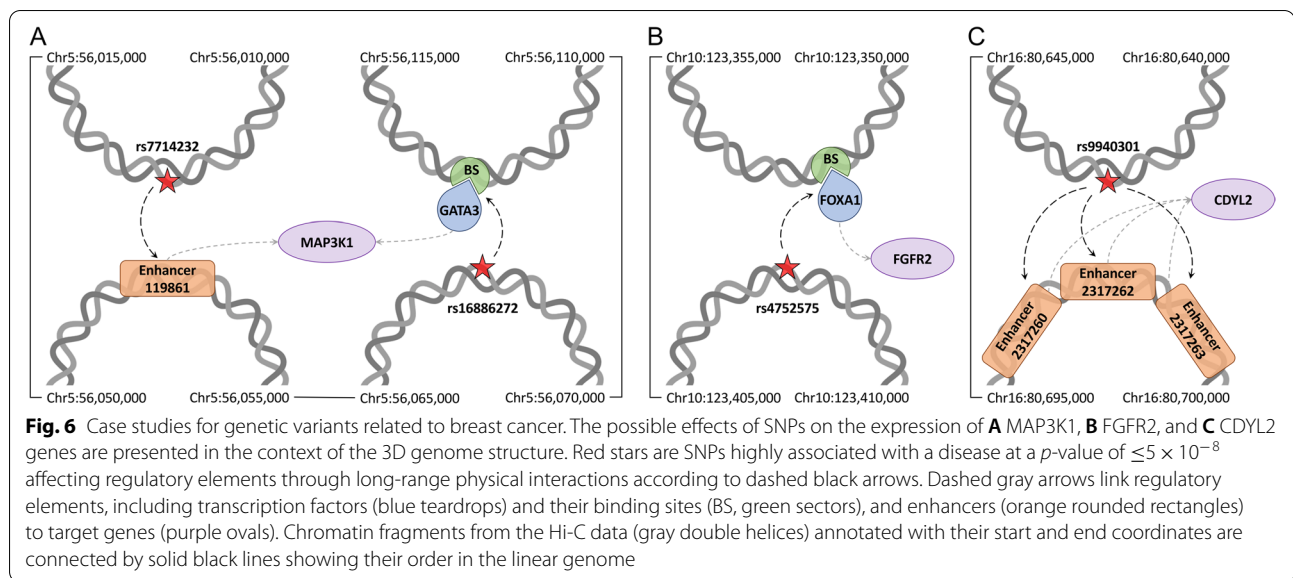 A
B
C
Chr5:56,015,000 Chr5:56,010,000
Chr5:56,115,000 Chr5:56,110,000
Chr10:123,355,000 Chr10:123,350,000
Chr16:80,645,000 Chr16:80,640,000
rs7714232
BS
GATA3
MAP3K1
Enhancer
119861
rs16886272
BS
FOXA1
FGFR2
rs4752575
rs9940301
CDYL2
Enhancer
2317260
Enhancer
2317262
Enhancer
2317263
Chr5:56,050,000 Chr5:56,055,000
Chr5:56,065,000 Chr5:56,070,000
Chr10:123,405,000 Chr10:123,410,000
Chr16:80,695,000 Chr16:80,700,000
Fig. 6 Case studies for genetic variants related to breast cancer. The possible effects of SNPs on the expression of A MAP3K1, B FGFR2, and C CDYL2
genes are presented in the context of the 3D genome structure. Red stars are SNPs highly associated with a disease at a p-value of ≤5 × 10⁻⁸
affecting regulatory elements through long-range physical interactions according to dashed black arrows. Dashed gray arrows link regulatory
elements, including transcription factors (blue teardrops) and their binding sites (BS, green sectors), and enhancers (orange rounded rectangles)
to target genes (purple ovals). Chromatin fragments from the Hi-C data (gray double helices) annotated with their start and end coordinates are
connected by solid black lines showing their order in the linear genome